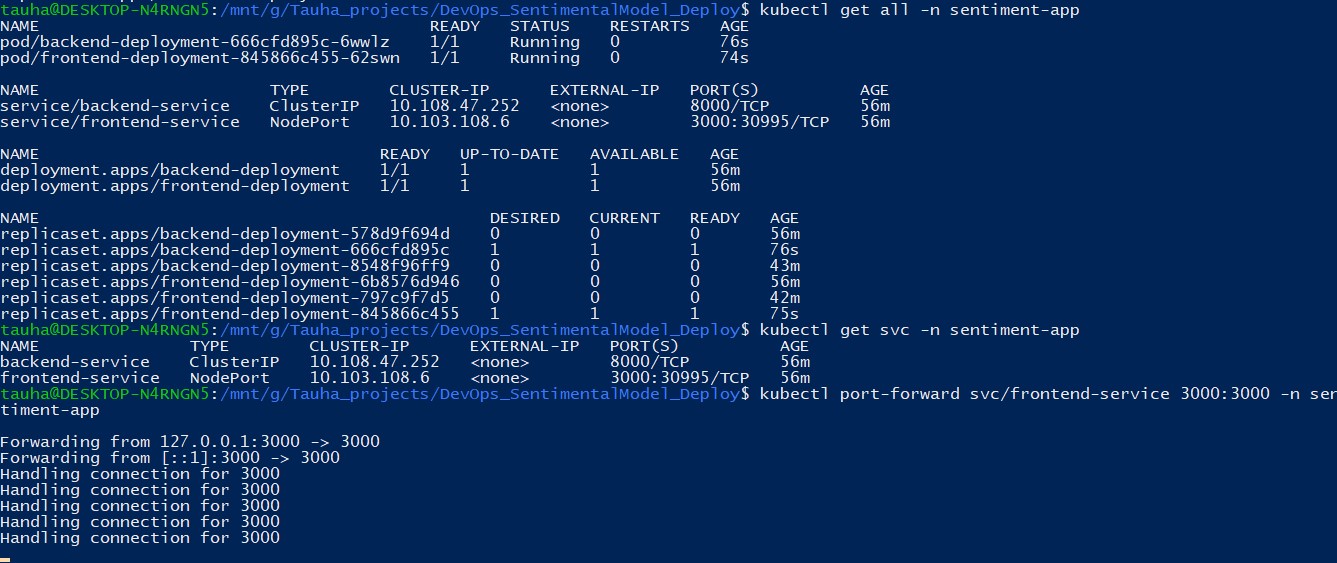 tauha@DESKTOP-N4RNGN5:/mnt/g/Tauha_projects/DevOps_SentimentalModel_Deploy$ kubectl get all -n sentiment-app
NAME READY STATUS RESTARTS AGE
pod/backend-deployment-666cfd895c-6wwlz 1/1 Running 0 76s
pod/frontend-deployment-845866c455-62swn 1/1 Running 0 74s
NAME TYPE CLUSTER-IP EXTERNAL-IP PORT(S) AGE
service/backend-service ClusterIP 10.108.47.252 <none> 8000/TCP 56m
service/frontend-service NodePort 10.103.108.6 <none> 3000:30995/TCP 56m
NAME READY UP-TO-DATE AVAILABLE AGE
deployment.apps/backend-deployment 1/1 1 1 56m
deployment.apps/frontend-deployment 1/1 1 1 56m
NAME DESIRED CURRENT READY AGE
replicaset.apps/backend-deployment-578d9f694d 0 0 0 56m
replicaset.apps/backend-deployment-666cfd895c 1 1 1 76s
replicaset.apps/backend-deployment-8548f96ff9 0 0 0 43m
replicaset.apps/frontend-deployment-6b8576d946 0 0 0 56m
replicaset.apps/frontend-deployment-797c9f7d5 0 0 0 42m
replicaset.apps/frontend-deployment-845866c455 1 1 1 75s
tauha@DESKTOP-N4RNGN5:/mnt/g/Tauha_projects/DevOps_SentimentalModel_Deploy$ kubectl get svc -n sentiment-app
NAME TYPE CLUSTER-IP EXTERNAL-IP PORT(S) AGE
backend-service ClusterIP 10.108.47.252 <none> 8000/TCP 56m
frontend-service NodePort 10.103.108.6 <none> 3000:30995/TCP 56m
tauha@DESKTOP-N4RNGN5:/mnt/g/Tauha_projects/DevOps_SentimentalModel_Deploy$ kubectl port-forward svc/frontend-service 3000:3000 -n sen
timent-app
Forwarding from 127.0.0.1:3000 -> 3000
Forwarding from [::1]:3000 -> 3000
Handling connection for 3000
Handling connection for 3000
Handling connection for 3000
Handling connection for 3000
Handling connection for 3000